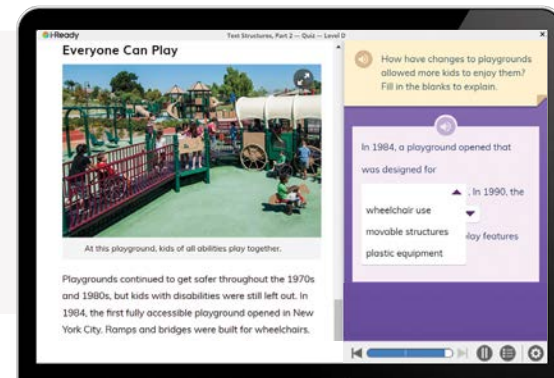 i-Ready
Text Structures, Part 2 — Quiz — Level D
Everyone Can Play
At this playground, kids of all abilities play together.
Playgrounds continued to get safer throughout the 1970s
and 1980s, but kids with disabilities were still left out. In
1984, the first fully accessible playground opened in New
York City. Ramps and bridges were built for wheelchairs.
How have changes to playgrounds
allowed more kids to enjoy them?
Fill in the blanks to explain.
In 1984, a playground opened that
was designed for
. In 1990, the
wheelchair use
movable structures
play features
plastic equipment